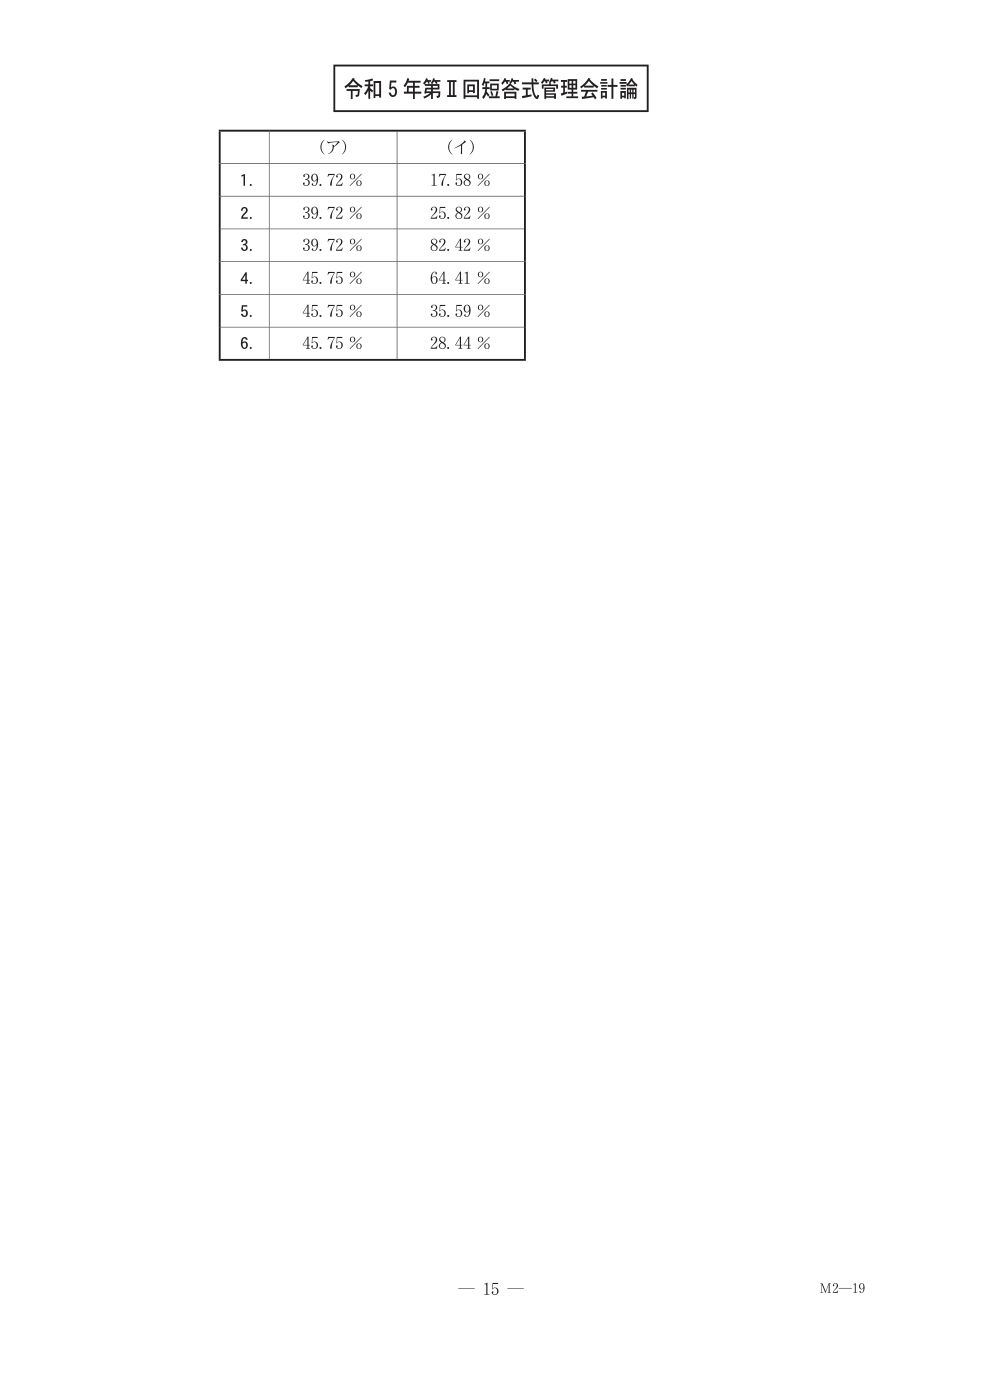 令和 5 年第 Ⅱ 回短答式管理会計論
（ア） （イ）
1. 39.72 % 17.58 %
2. 39.72 % 25.82 %
3. 39.72 % 82.42 %
4. 45.75 % 64.41 %
5. 45.75 % 35.59 %
6. 45.75 % 28.44 %
― 15 ―
M2―19